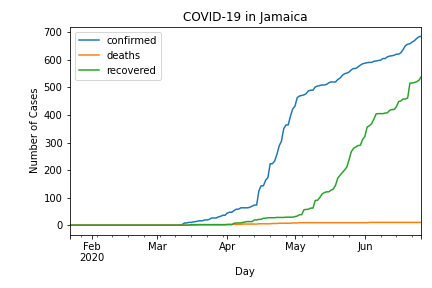 COVID-19 in Jamaica
confirmed
deaths
recovered
Number of Cases
700
600
500
400
300
200
100
0
Feb
2020
Mar
Apr
May
Jun
Day